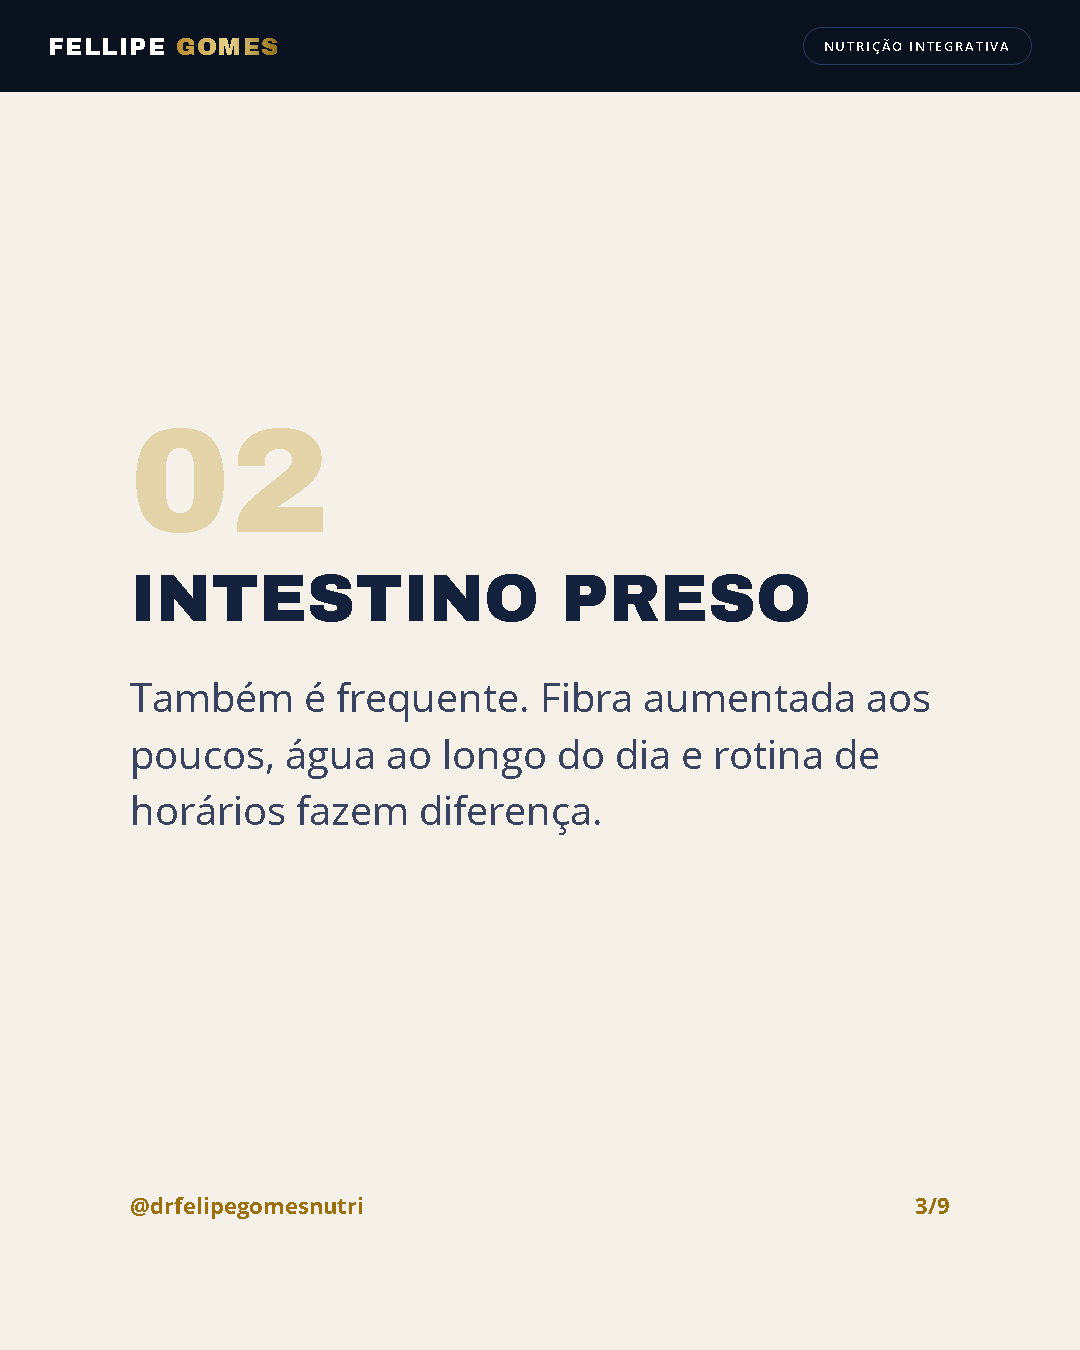 FELLIPE GOMES
NUTRIÇÃO INTEGRATIVA
02
INTESTINO PRESO
Também é frequente. Fibra aumentada aos
poucos, água ao longo do dia e rotina de
horários fazem diferença.
@drfelipegomesnutri
3/9